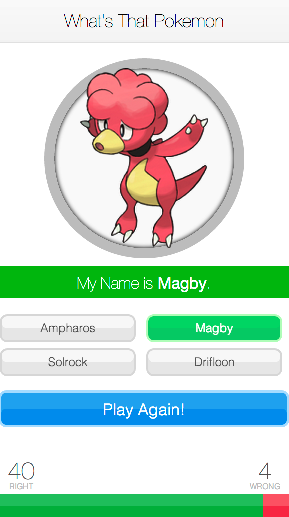 What's That Pokemon
My Name is Magby.
Ampharos Magby
Solrock Drifloon
Play Again!
40 4
RIGHT WRONG